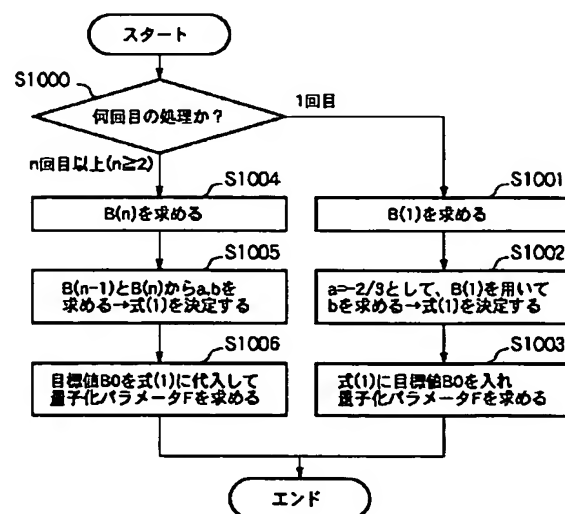 スタート
S1000
何回目の処理か？
1回目
n回目以上(n≧2)
S1004
B(n)を求める
S1001
B(1)を求める
S1005
B(n-1)とB(n)からa,bを
求める→式(1)を決定する
S1002
a=-2/3として、B(1)を用いて
bを求める→式(1)を決定する
S1006
目標値B0を式(1)に代入して
量子化パラメータFを求める
S1003
式(1)に目標値B0を入れ
量子化パラメータFを求める
エンド